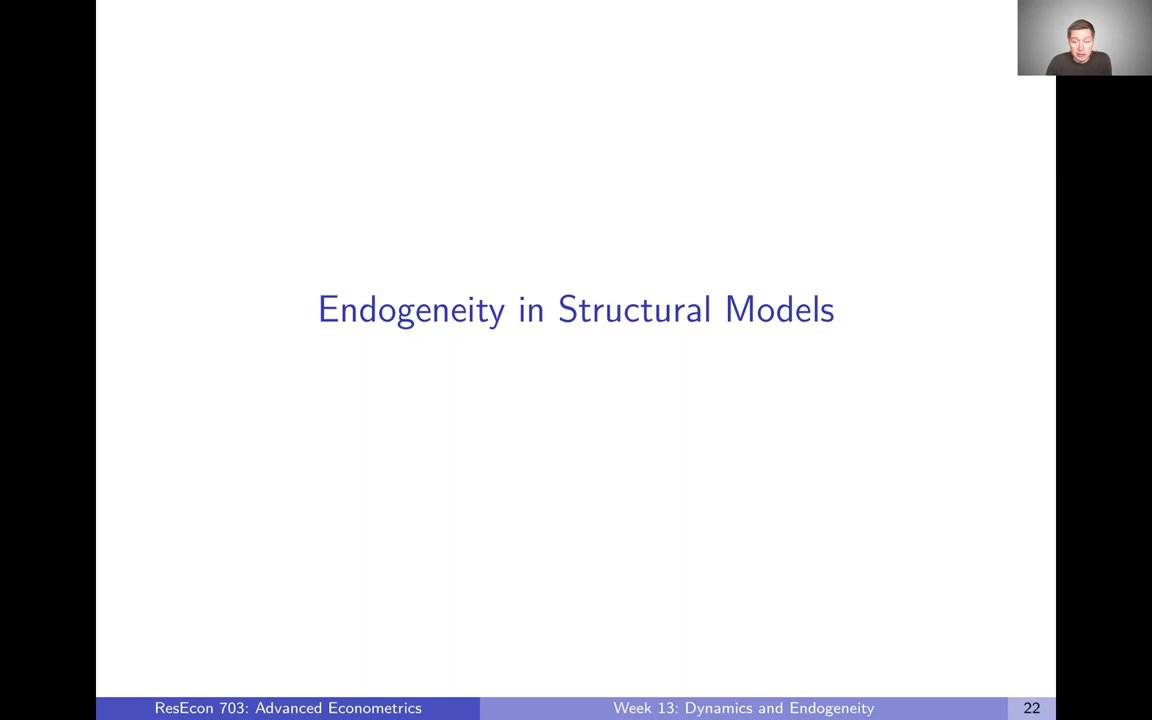 Endogeneity in Structural Models
ResEcon 703: Advanced Econometrics
Week 13: Dynamics and Endogeneity
22